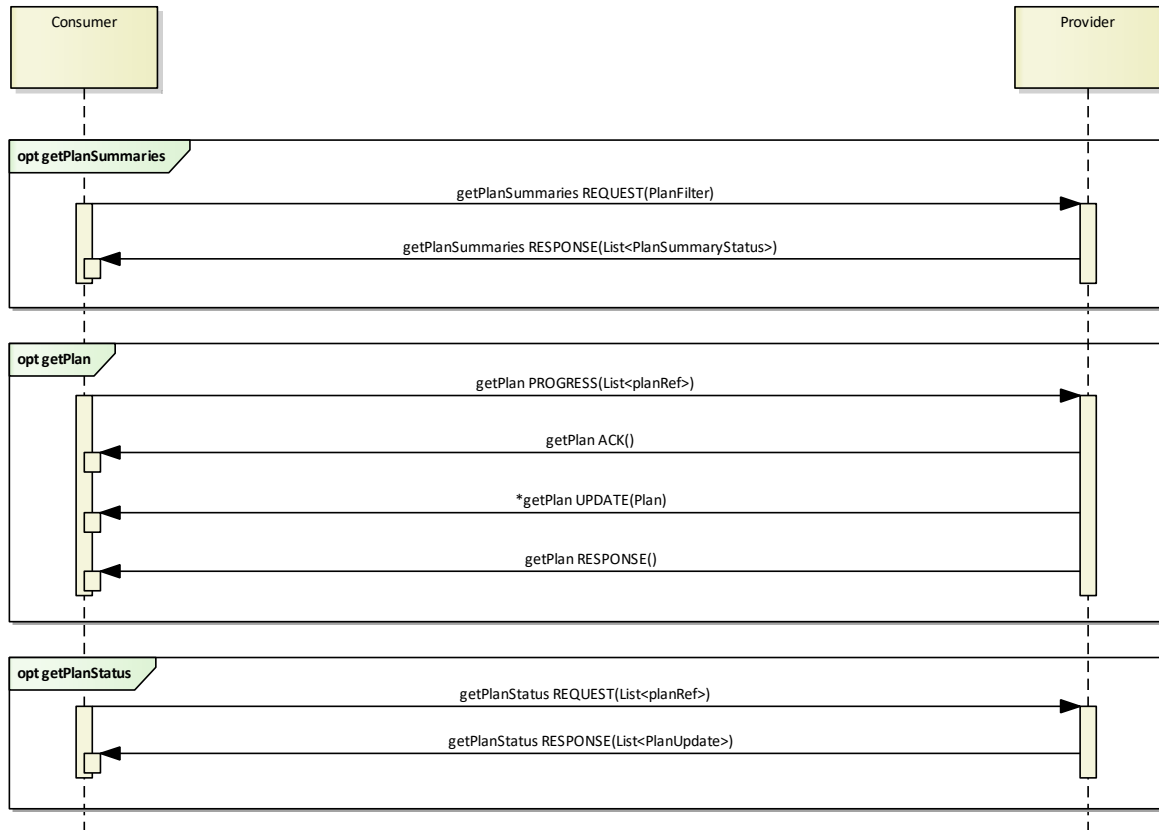 Consumer
Provider
opt getPlanSummaries
getPlanSummaries REQUEST(PlanFilter)
getPlanSummaries RESPONSE(List<PlanSummaryStatus>)
opt getPlan
getPlan PROGRESS(List<planRef>)
getPlan ACK()
*getPlan UPDATE(Plan)
getPlan RESPONSE()
opt getPlanStatus
getPlanStatus REQUEST(List<planRef>)
getPlanStatus RESPONSE(List<PlanUpdate>)